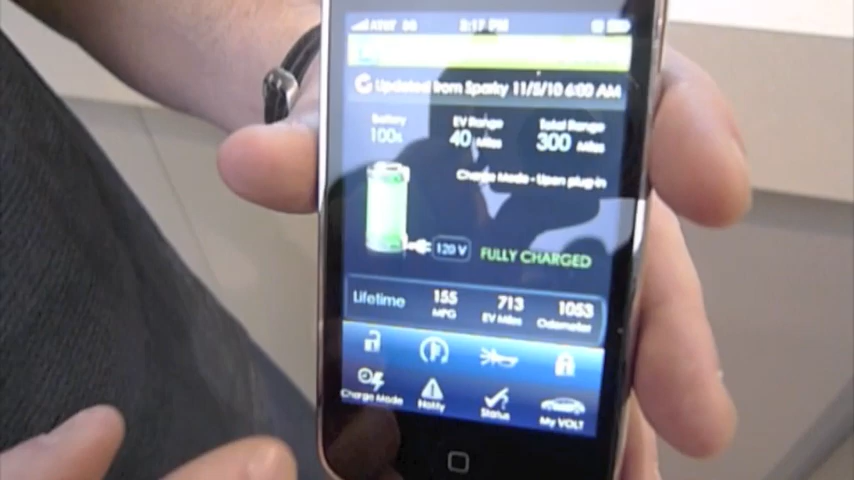 AT&T 3G 2:17 PM
Updated from Sparky 11/5/10 6:00 AM
Battery EV Range Total Range
100% 40 Miles 300 Miles
Charge Mode - Upon plug-in
120 V FULLY CHARGED
Lifetime 155 713 1053
MPG EV Miles Odometer
Charge Mode Notify Status My VOLT